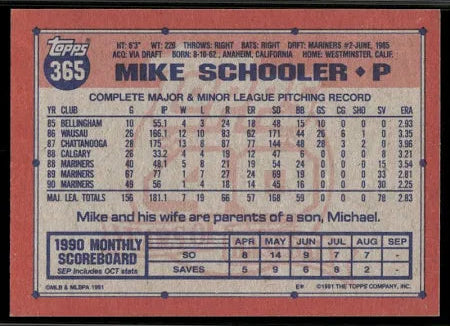 Topps
365
HT: 6'3" WT: 220 THROWS: RIGHT BATS: RIGHT DRFT: MARINERS #2-JUNE, 1985
ACQ: VIA DRAFT BORN: 8-10-62, ANAHEIM, CALIFORNIA HOME: WESTMINSTER, CALIF.
MIKE SCHOOLER ♦ P
COMPLETE MAJOR & MINOR LEAGUE PITCHING RECORD
YR CLUB G IP W L R ER SO BB GS CG SHO SV ERA
85 BELLINGHAM 10 55.1 4 3 24 18 48 15 10 0 0 0 2.93
86 WAUSAU 26 166.1 12 10 83 62 171 44 26 6 0 3.35
87 CHATTANOOGA 28 175 13 8 87 77 144 48 28 3 0 3.96
88 CALGARY 26 33.2 4 4 19 12 47 6 0 0 0 8 3.21
88 MARINERS 40 48.1 5 8 21 19 54 24 0 0 0 15 3.54
89 MARINERS 67 77 1 7 27 24 69 19 0 0 0 33 2.81
90 MARINERS 49 56 1 4 18 14 45 16 0 0 0 30 2.25
MAJ. LEA. TOTALS 156 181.1 7 19 66 57 168 59 0 0 0 78 2.83
Mike and his wife are parents of a son, Michael.
1990 MONTHLY
SCOREBOARD
SEP Includes OCT stats
APR MAY JUN JUL AUG SEP
SO 8 14 9 7 7 -
SAVES 5 9 6 8 2 -
©MLB & MLBPA 1991 E* ©1991 THE TOPPS COMPANY, INC.